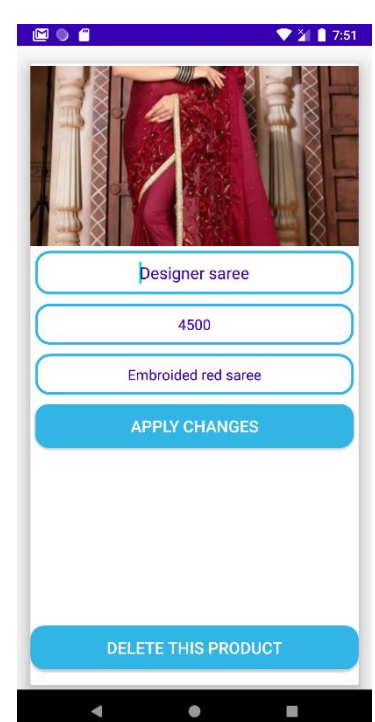 7:51
Designer saree
4500
Embroided red saree
APPLY CHANGES
DELETE THIS PRODUCT